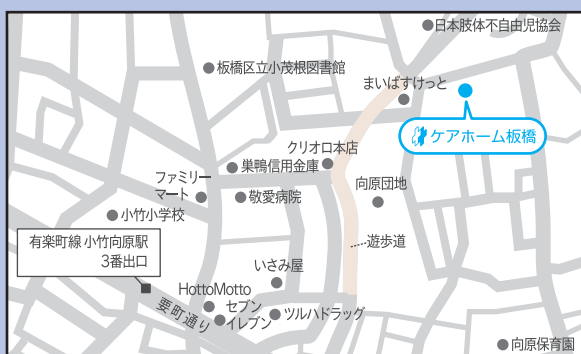 日本肢体不自由児協会
板橋区立小茂根図書館
まいばすけっと
ケアホーム板橋
クリオロ本店
巣鴨信用金庫
ファミリー
マート
向原団地
敬愛病院
小竹小学校
有楽町線 小竹向原駅
3番出口
遊歩道
いさみ屋
HottoMotto
セブン
イレブン
ツルハドラッグ
要町通り
向原保育園